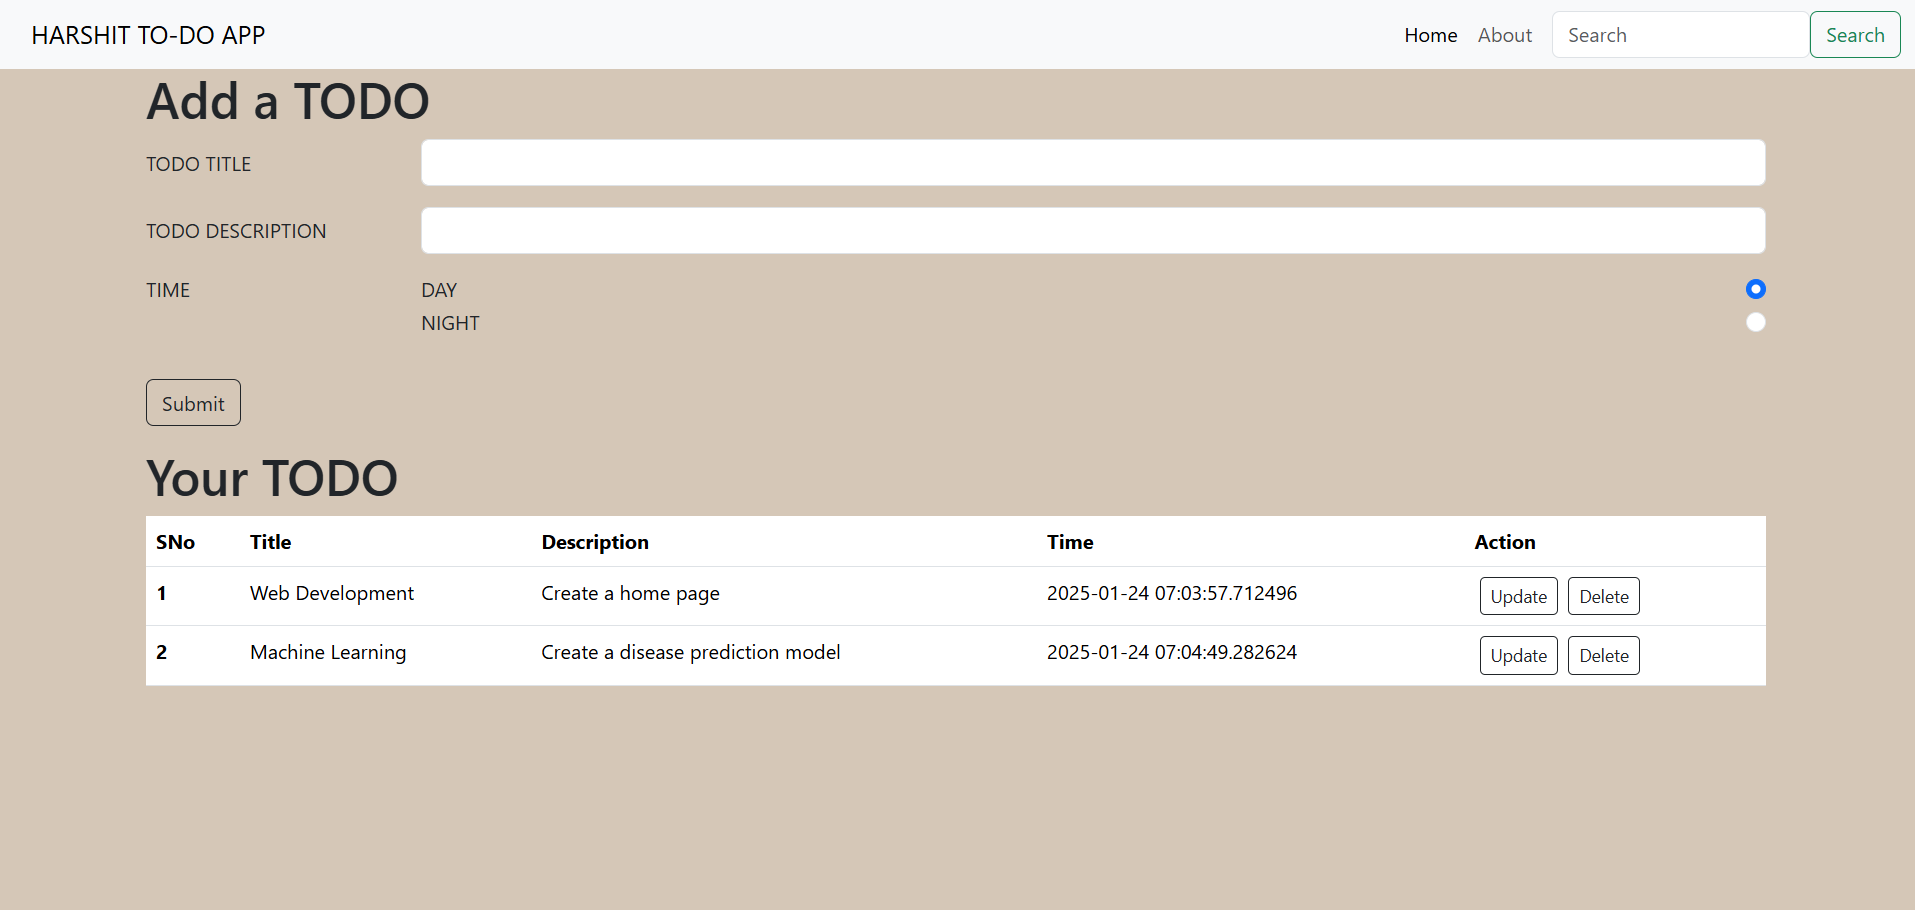 HARSHIT TO-DO APP Home About Search Search
Add a TODO
TODO TITLE
TODO DESCRIPTION
TIME DAY
NIGHT
Submit
Your TODO
SNo Title Description Time Action
1 Web Development Create a home page 2025-01-24 07:03:57.712496 Update Delete
2 Machine Learning Create a disease prediction model 2025-01-24 07:04:49.282624 Update Delete